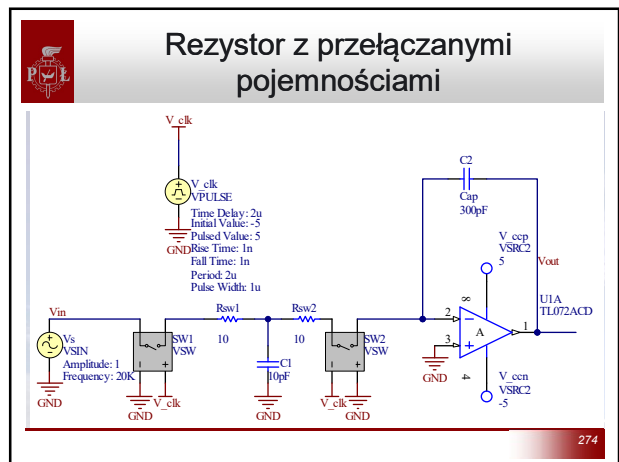 Rezystor z przełączanymi
pojemnościami
P Ł
V_clk
V_clk
VPULSE
Time Delay: 2u
Initial Value: -5
Pulsed Value: 5
Rise Time: 1n
Fall Time: 1n
Period: 2u
Pulse Width: 1u
GND
C2
Cap
300pF
V_ccp
VSRC2
5
Vout
U1A
TL072ACD
Vin
Vs
VSIN
Amplitude: 1
Frequency: 20K
GND
SW1
VSW
- +
GND
V_clk
Rsw1
10
C1
10pF
GND
Rsw2
10
SW2
VSW
- +
V_clk
GND
8
2
3
A
1
4
- +
GND
V_ccn
VSRC2
-5
274